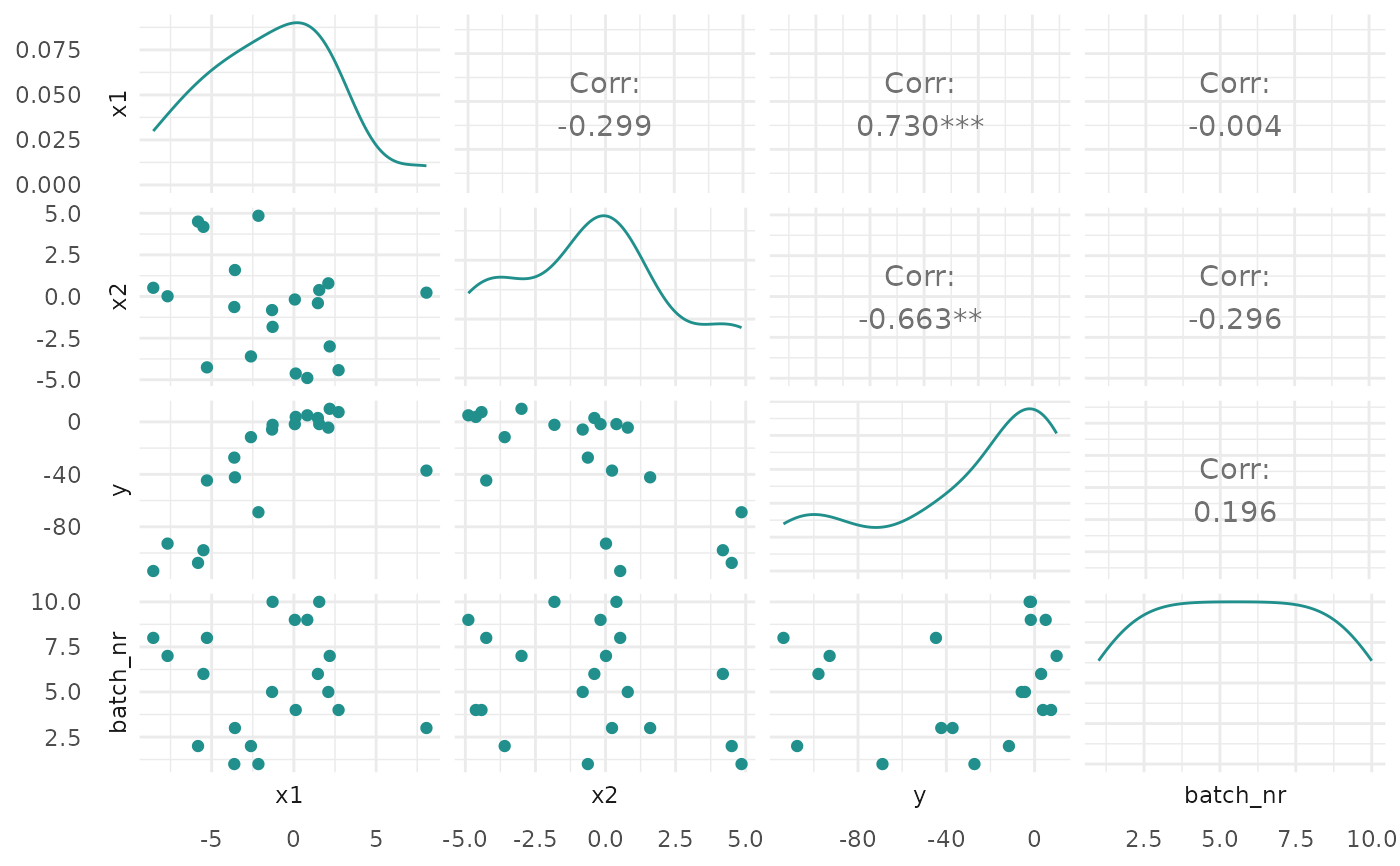 0.075
0.050
0.025
0.000
x1
Corr:
-0.299
Corr:
0.730***
Corr:
-0.004
5.0
2.5
0.0
-2.5
-5.0
x2
Corr:
-0.663**
Corr:
-0.296
0
-40
-80
y
Corr:
0.196
10.0
7.5
5.0
2.5
batch_nr
x1
x2
y
batch_nr
-5 0 5
-5.0 -2.5 0.0 2.5 5.0
-80 -40 0
2.5 5.0 7.5 10.0